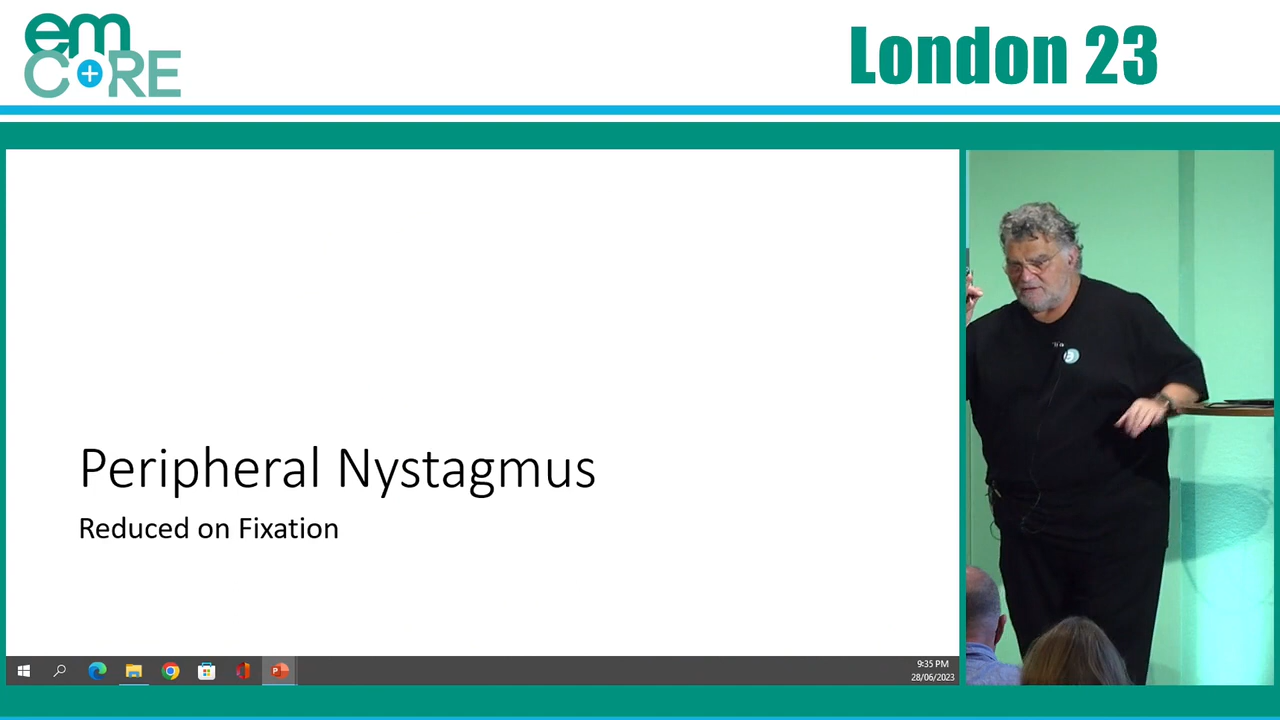 em
CORE
London 23
Peripheral Nystagmus
Reduced on Fixation
9:35 PM
28/06/2023